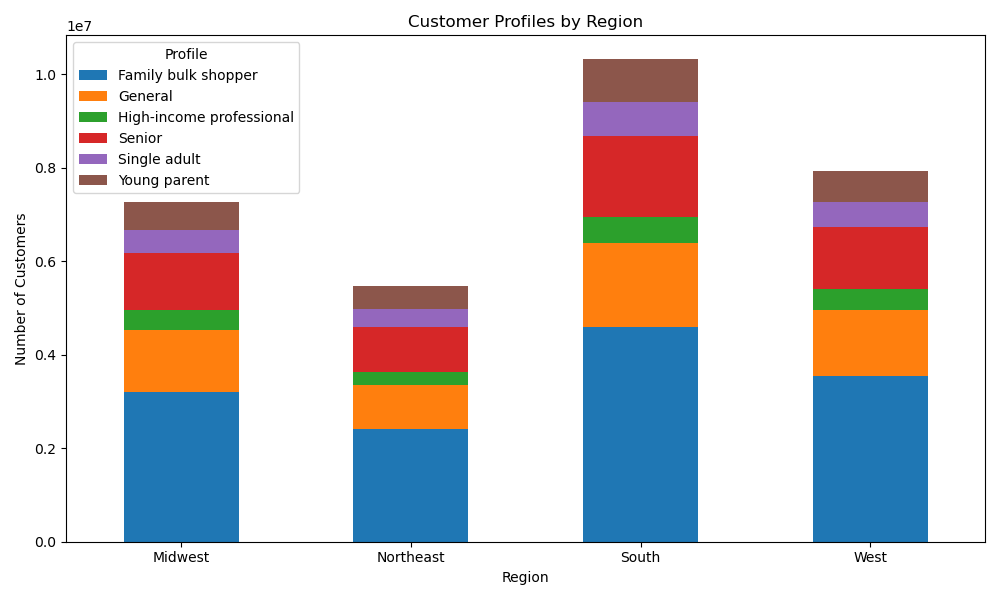 Customer Profiles by Region
1e7
Profile
Family bulk shopper
General
High-income professional
Senior
Single adult
Young parent
Number of Customers
1.0
0.8
0.6
0.4
0.2
0.0
Midwest
Northeast
South
West
Region